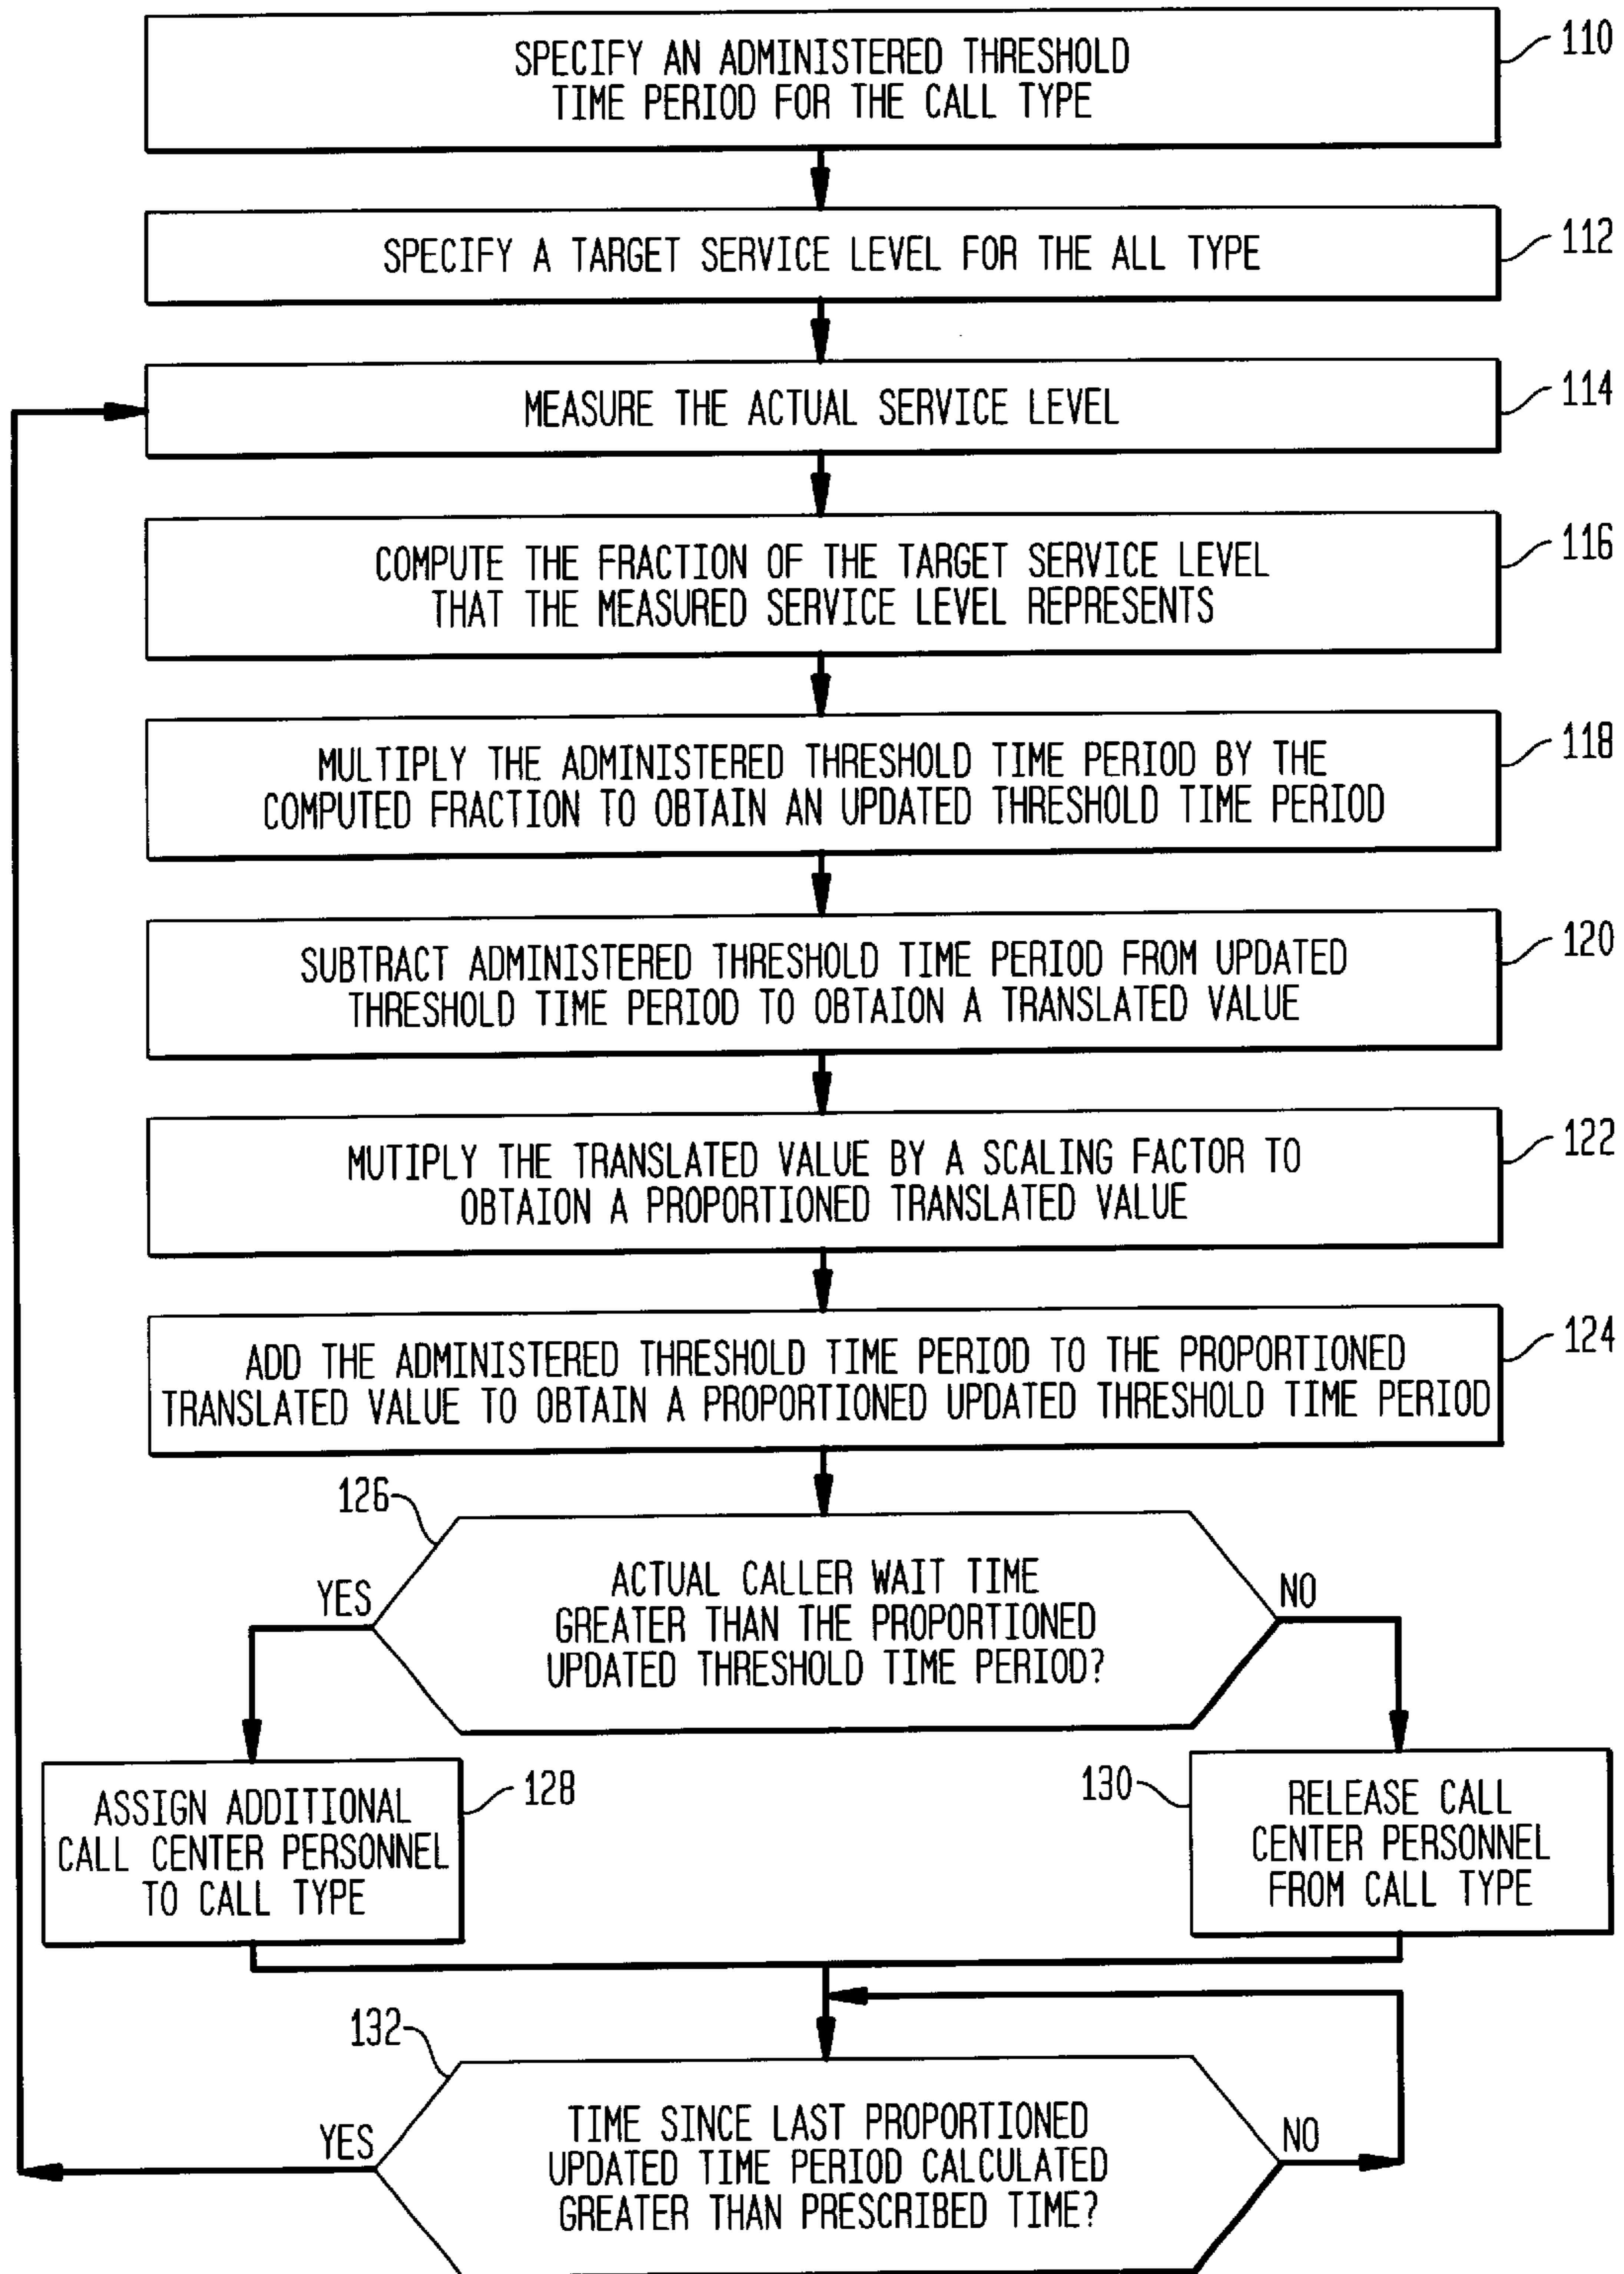 SPECIFY AN ADMINISTERED THRESHOLD
TIME PERIOD FOR THE CALL TYPE
110
SPECIFY A TARGET SERVICE LEVEL FOR THE ALL TYPE
112
MEASURE THE ACTUAL SERVICE LEVEL
114
COMPUTE THE FRACTION OF THE TARGET SERVICE LEVEL
THAT THE MEASURED SERVICE LEVEL REPRESENTS
116
MULTIPLY THE ADMINISTERED THRESHOLD TIME PERIOD BY THE
COMPUTED FRACTION TO OBTAIN AN UPDATED THRESHOLD TIME PERIOD
118
SUBTRACT ADMINISTERED THRESHOLD TIME PERIOD FROM UPDATED
THRESHOLD TIME PERIOD TO OBTAION A TRANSLATED VALUE
120
MUTIPLY THE TRANSLATED VALUE BY A SCALING FACTOR TO
OBTAION A PROPORTIONED TRANSLATED VALUE
122
ADD THE ADMINISTERED THRESHOLD TIME PERIOD TO THE PROPORTIONED
TRANSLATED VALUE TO OBTAIN A PROPORTIONED UPDATED THRESHOLD TIME PERIOD
124
126
YES
ACTUAL CALLER WAIT TIME
GREATER THAN THE PROPORTIONED
UPDATED THRESHOLD TIME PERIOD?
NO
ASSIGN ADDITIONAL
CALL CENTER PERSONNEL
TO CALL TYPE
128
130
RELEASE CALL
CENTER PERSONNEL
FROM CALL TYPE
132
YES
TIME SINCE LAST PROPORTIONED
UPDATED TIME PERIOD CALCULATED
GREATER THAN PRESCRIBED TIME?
NO